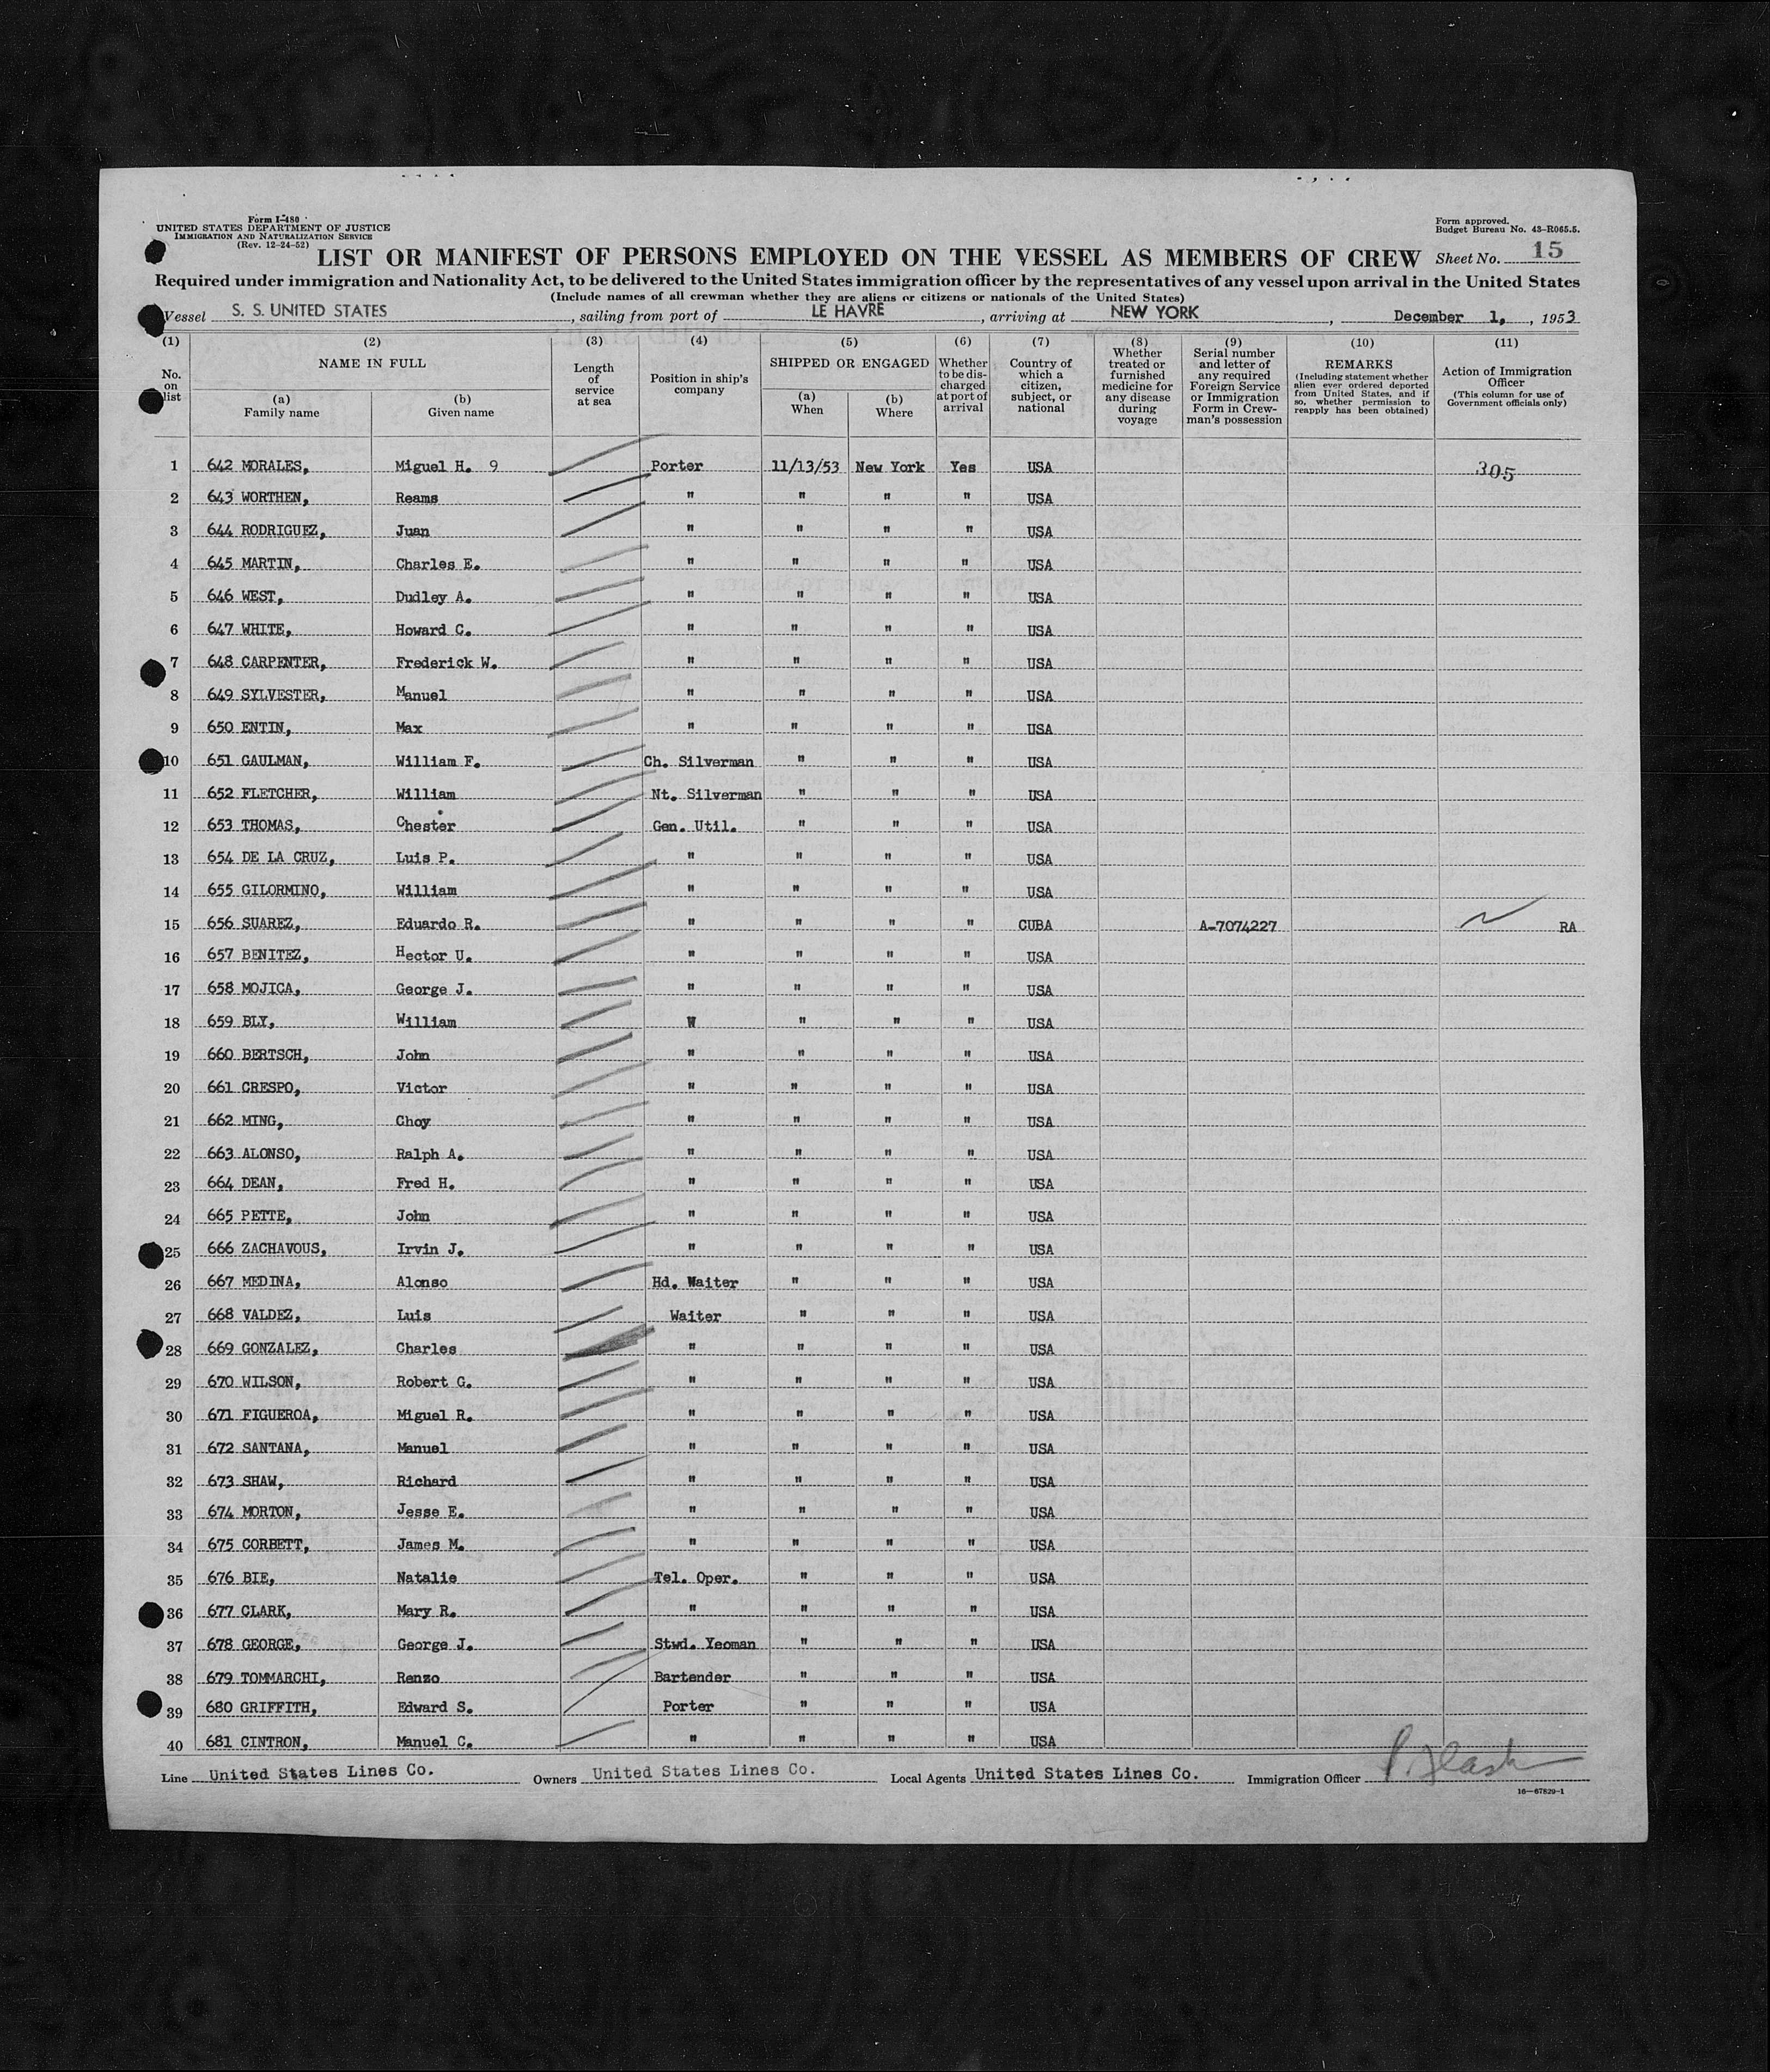 Form I-480
UNITED STATES DEPARTMENT OF JUSTICE
IMMIGRATION AND NATURALIZATION SERVICE
(Rev. 12-24-52)
Form approved.
Budget Bureau No. 43-R065.5.
LIST OR MANIFEST OF PERSONS EMPLOYED ON THE VESSEL AS MEMBERS OF CREW Sheet No. 15
Required under immigration and Nationality Act, to be delivered to the United States immigration officer by the representatives of any vessel upon arrival in the United States
(Include names of all crewman whether they are aliens or citizens or nationals of the United States)
Vessel S. S. UNITED STATES, sailing from port of LE HAVRE, arriving at NEW YORK, December 1, 1953
(1) No. on list
(2) NAME IN FULL
(a) Family name
(b) Given name
(3) Length of service at sea
(4) Position in ship's company
(5) SHIPPED OR ENGAGED
(a) When
(b) Where
(6) Whether to be discharged at port of arrival
(7) Country of which a citizen, subject, or national
(8) Whether treated or furnished medicine for any disease during voyage
(9) Serial number and letter of any required Foreign Service or Immigration Form in Crewman's possession
(10) REMARKS (Including statement whether alien ever ordered deported from United States, and if so, whether permission to reapply has been obtained)
(11) Action of Immigration Officer (This column for use of Government officials only)
1 642 MORALES, Miguel H. 9 Porter 11/13/53 New York Yes USA 305
2 643 WORTHEN, Reams " " " " USA
3 644 RODRIGUEZ, Juan " " " " USA
4 645 MARTIN, Charles E. " " " " USA
5 646 WEST, Dudley A. " " " " USA
6 647 WHITE, Howard C. " " " " USA
7 648 CARPENTER, Frederick W. " " " " USA
8 649 SYLVESTER, Manuel " " " " USA
9 650 ENTIN, Max " " " " USA
10 651 GAULMAN, William F. Ch. Silverman " " " USA
11 652 FLETCHER, William Nt. Silverman " " " USA
12 653 THOMAS, Chester Gen. Util. " " " USA
13 654 DE LA CRUZ, Luis P. " " " " USA
14 655 GILORMINO, William " " " " USA
15 656 SUAREZ, Eduardo R. " " " " CUBA A-7074227 RA
16 657 BENITEZ, Hector U. " " " " USA
17 658 MOJICA, George J. " " " " USA
18 659 BLY, William W " " " USA
19 660 BERTSCH, John " " " " USA
20 661 CRESPO, Victor " " " " USA
21 662 MING, Choy " " " " USA
22 663 ALONSO, Ralph A. " " " " USA
23 664 DEAN, Fred H. " " " " USA
24 665 PETTE, John " " " " USA
25 666 ZACHAVOUS, Irvin J. " " " " USA
26 667 MEDINA, Alonso Hd. Waiter " " " USA
27 668 VALDEZ, Luis Waiter " " " USA
28 669 GONZALEZ, Charles " " " " USA
29 670 WILSON, Robert G. " " " " USA
30 671 FIGUEROA, Miguel R. " " " " USA
31 672 SANTANA, Manuel " " " " USA
32 673 SHAW, Richard " " " " USA
33 674 MORTON, Jesse E. " " " " USA
34 675 CORBETT, James M. " " " " USA
35 676 BIE, Natalie Tel. Oper. " " " USA
36 677 CLARK, Mary R. " " " " USA
37 678 GEORGE, George J. Stwd. Yeoman " " " USA
38 679 TOMMARCHI, Renzo Bartender " " " USA
39 680 GRIFFITH, Edward S. Porter " " " USA
40 681 CINTRON, Manuel C. " " " " USA
Line United States Lines Co. Owners United States Lines Co. Local Agents United States Lines Co. Immigration Officer
16—67829-1